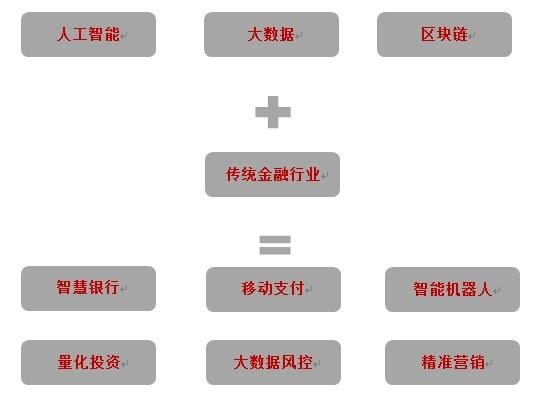 人工智能
大数据
区块链
+
传统金融行业
=
智慧银行
移动支付
智能机器人
量化投资
大数据风控
精准营销